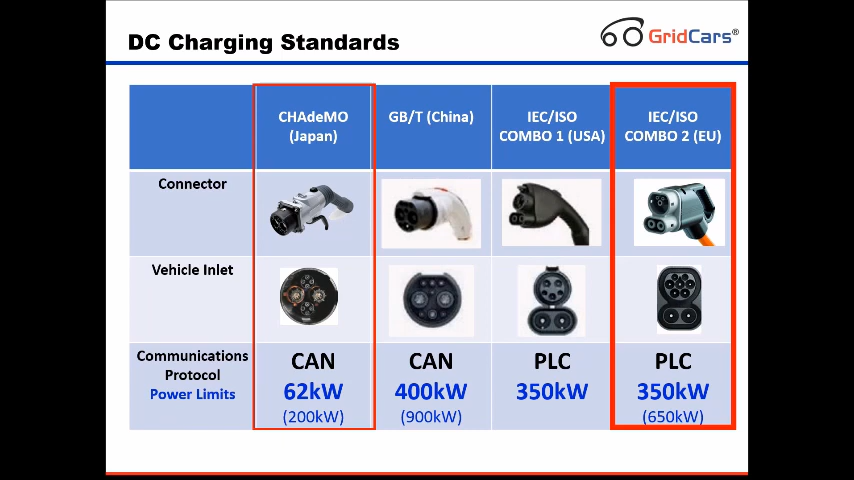 DC Charging Standards
GridCars®
CHAdeMO
(Japan)
GB/T (China)
IEC/ISO
COMBO 1 (USA)
IEC/ISO
COMBO 2 (EU)
Connector
Vehicle Inlet
Communications
Protocol
Power Limits
CAN
62kW
(200kW)
CAN
400kW
(900kW)
PLC
350kW
PLC
350kW
(650kW)